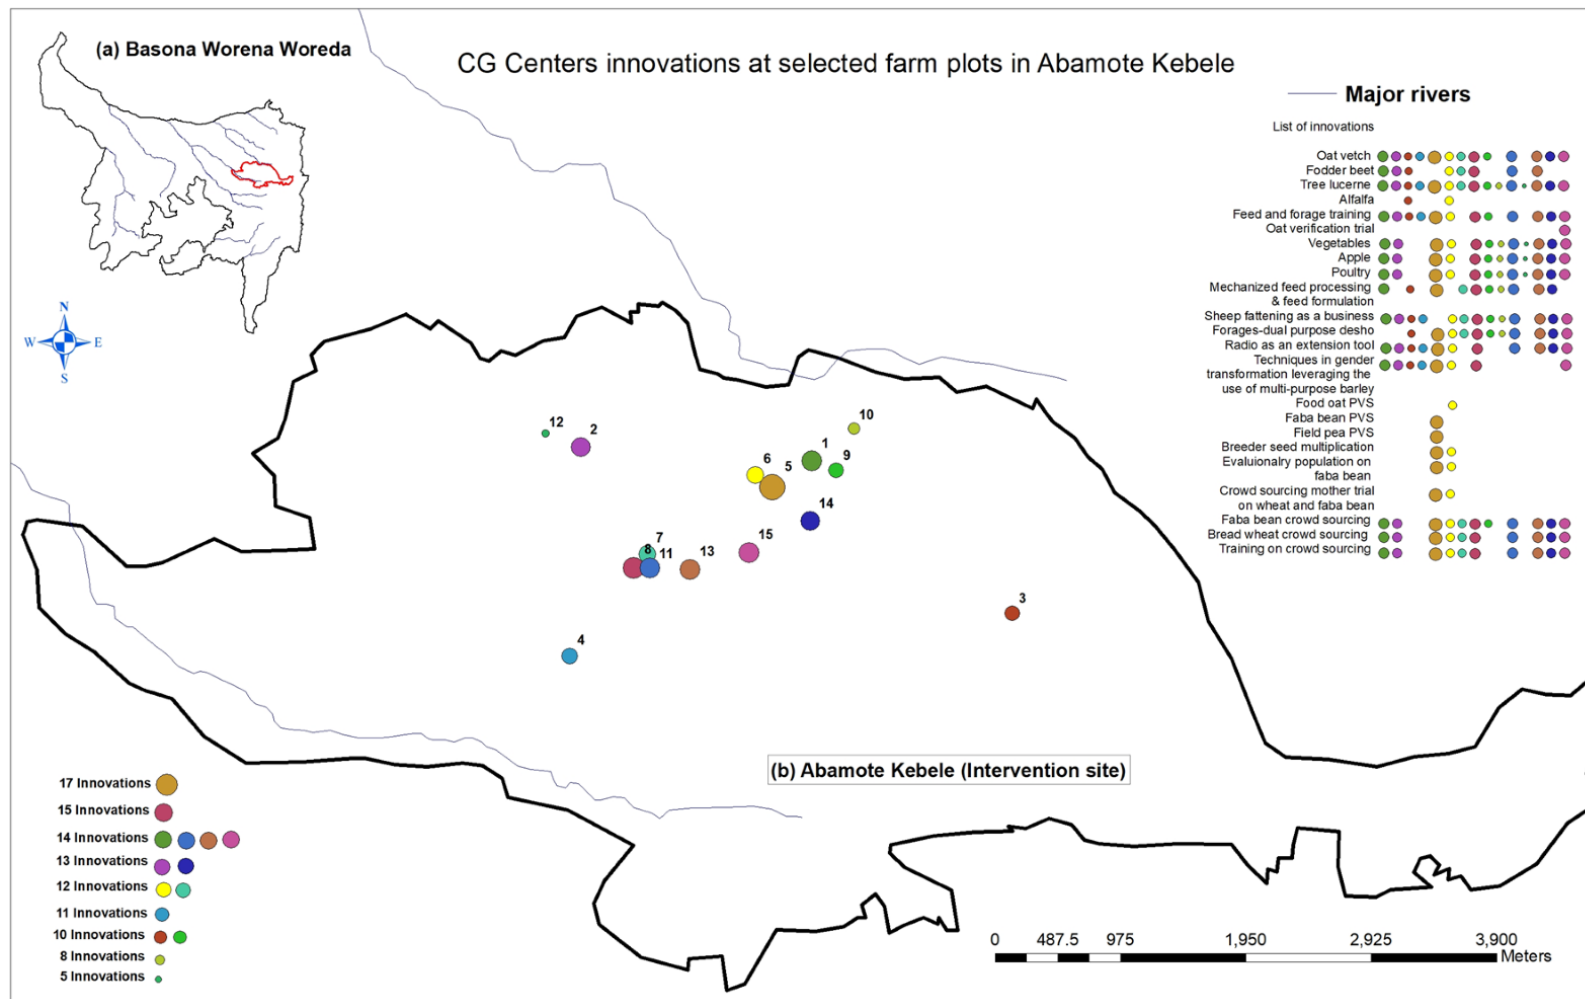 (a) Basona Worena Woreda
CG Centers innovations at selected farm plots in Abamote Kebele
Major rivers
List of innovations
Oat vetch
Fodder beet
Tree lucerne
Alfalfa
Feed and forage training
Oat verification trial
Vegetables
Apple
Poultry
Mechanized feed processing
& feed formulation
Sheep fattening as a business
Forages-dual purpose desho
Radio as an extension tool
Techniques in gender
transformation leveraging the
use of multi-purpose barley
Food oat PVS
Faba bean PVS
Field pea PVS
Breeder seed multiplication
Evaluionalry population on
faba bean
Crowd sourcing mother trial
on wheat and faba bean
Faba bean crowd sourcing
Bread wheat crowd sourcing
Training on crowd sourcing
N
W
E
S
12
2
10
1
9
6
5
14
7
8
11
13
15
3
4
(b) Abamote Kebele (Intervention site)
17 Innovations
15 Innovations
14 Innovations
13 Innovations
12 Innovations
11 Innovations
10 Innovations
8 Innovations
5 Innovations
0 487.5 975 1,950 2,925 3,900
Meters